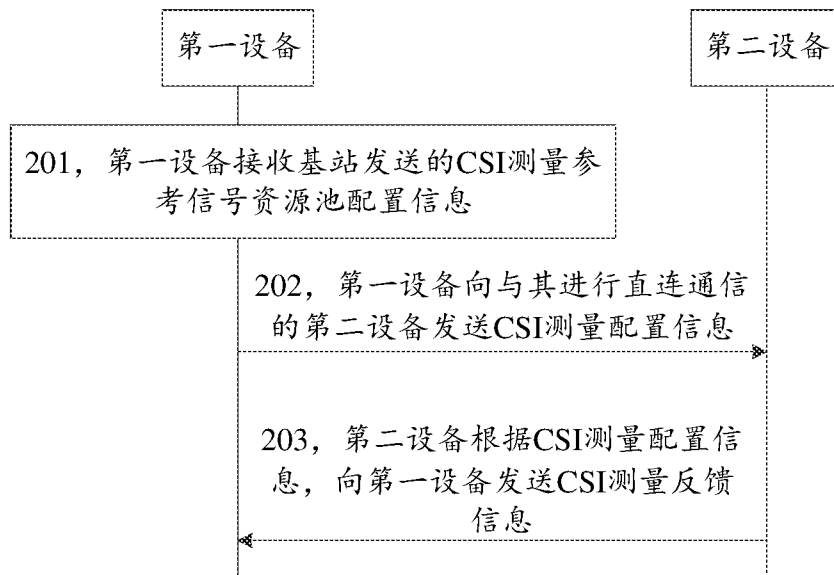 第一设备
第二设备
201，第一设备接收基站发送的CSI测量参
考信号资源池配置信息
202，第一设备向与其进行直连通信
的第二设备发送CSI测量配置信息
203，第二设备根据CSI测量配置信
息，向第一设备发送CSI测量反馈
信息